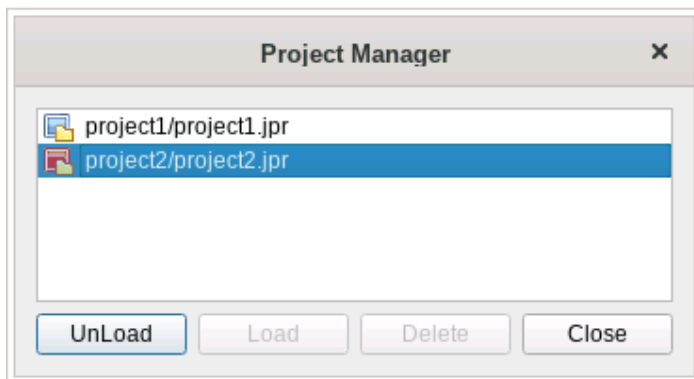 Project Manager
project1/project1.jpr
project2/project2.jpr
UnLoad Load Delete Close